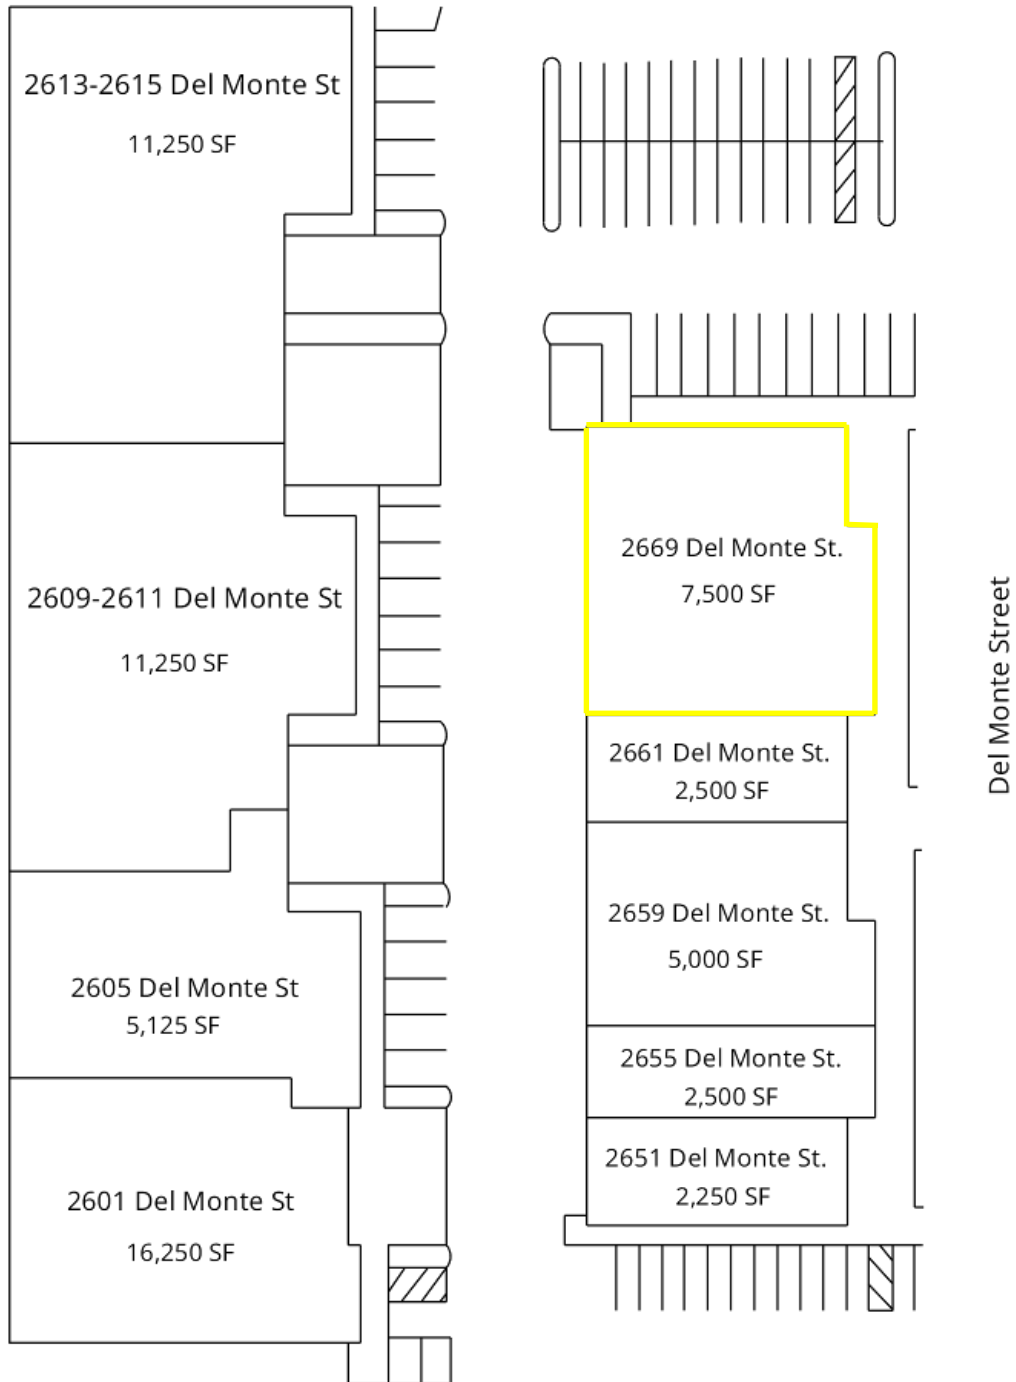 2613-2615 Del Monte St
11,250 SF
2609-2611 Del Monte St
11,250 SF
2605 Del Monte St
5,125 SF
2601 Del Monte St
16,250 SF
2669 Del Monte St.
7,500 SF
2661 Del Monte St.
2,500 SF
2659 Del Monte St.
5,000 SF
2655 Del Monte St.
2,500 SF
2651 Del Monte St.
2,250 SF
Del Monte Street